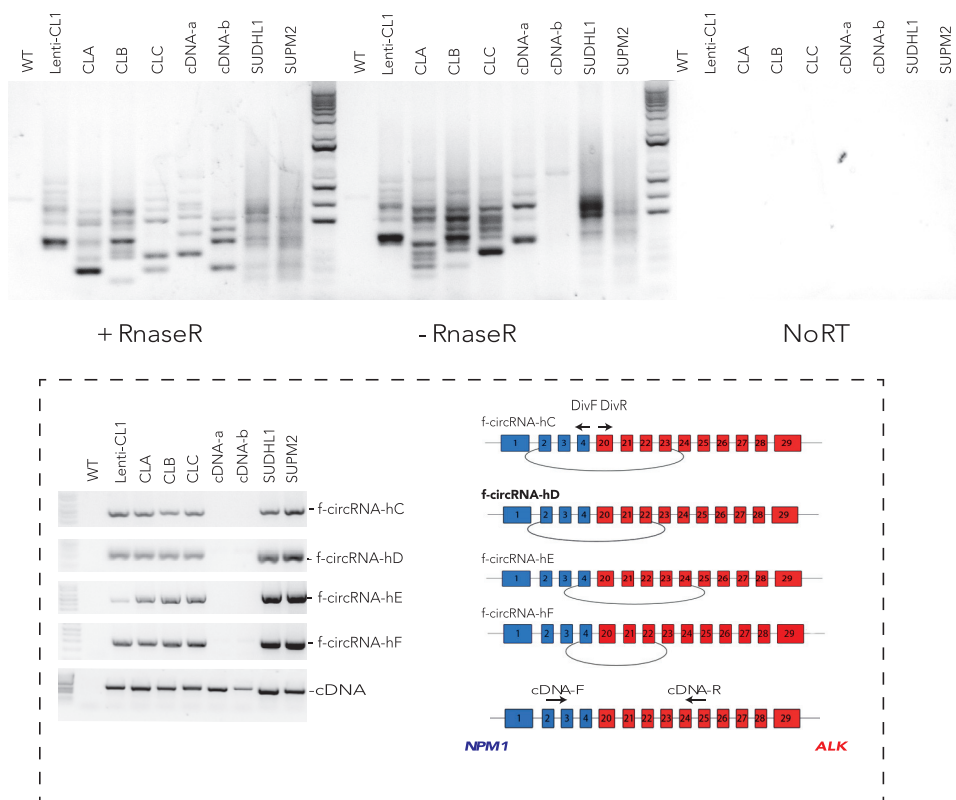 WT Lenti-CL1 CLA CLB CLC cDNA-a cDNA-b SUDHL1 SUPM2 WT Lenti-CL1 CLA CLB CLC cDNA-a cDNA-b SUDHL1 SUPM2 WT Lenti-CL1 CLA CLB CLC cDNA-a cDNA-b SUDHL1 SUPM2
+ RnaseR - RnaseR NoRT
WT Lenti-CL1 CLA CLB CLC cDNA-a cDNA-b SUDHL1 SUPM2
- f-circRNA-hC
- f-circRNA-hD
- f-circRNA-hE
- f-circRNA-hF
-cDNA
DivF DivR
f-circRNA-hC
1 2 3 4 20 21 22 23 24 25 26 27 28 29
f-circRNA-hD
1 2 3 4 20 21 22 23 24 25 26 27 28 29
f-circRNA-hE
1 2 3 4 20 21 22 23 24 25 26 27 28 29
f-circRNA-hF
1 2 3 4 20 21 22 23 24 25 26 27 28 29
cDNA-F cDNA-R
1 2 3 4 20 21 22 23 24 25 26 27 28 29
NPM1 ALK